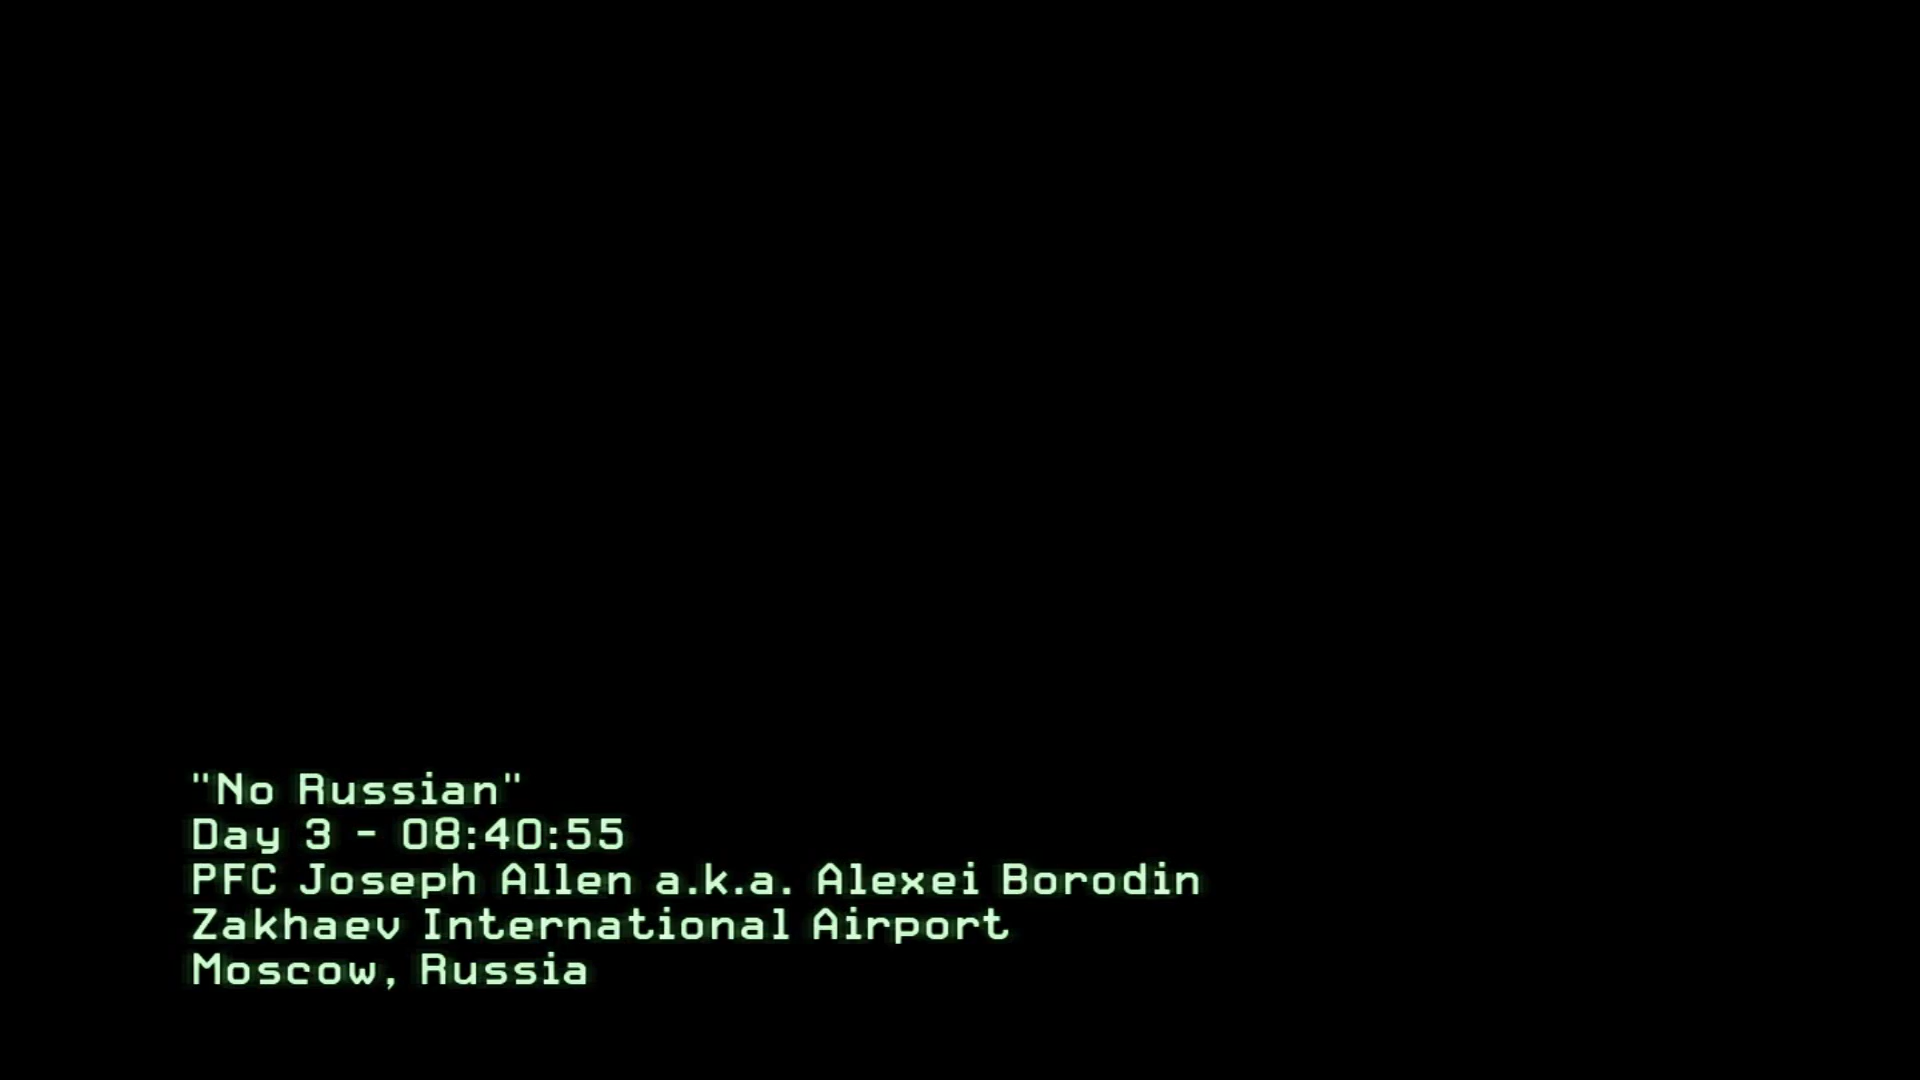 "No Russian"
Day 3 - 08:40:55
PFC Joseph Allen a.k.a. Alexei Borodin
Zakhaev International Airport
Moscow, Russia